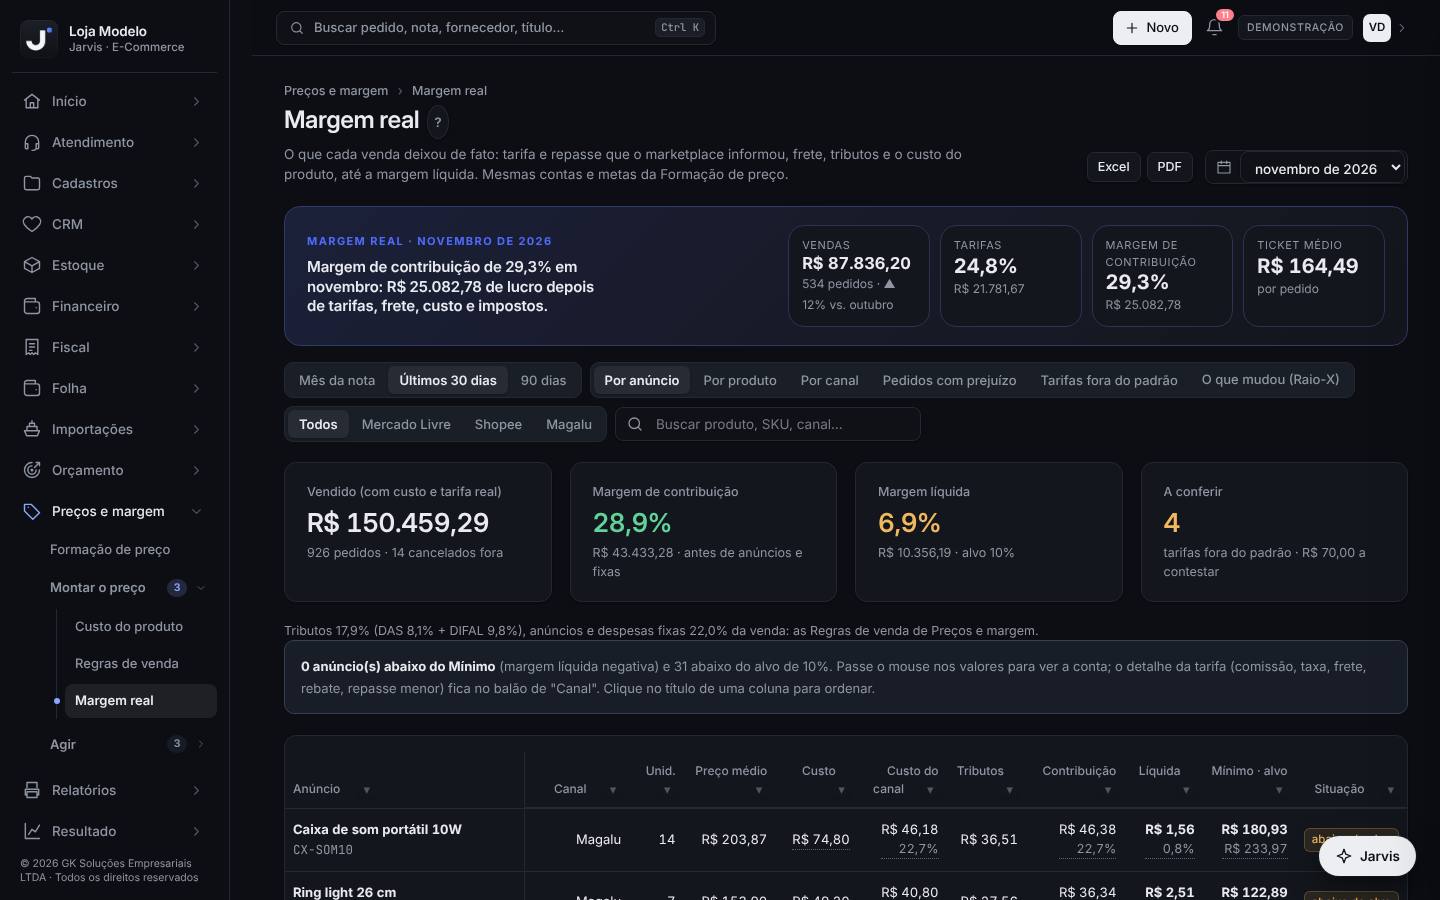 Loja Modelo
Jarvis · E-Commerce
Buscar pedido, nota, fornecedor, título...
Ctrl K
Novo
11
DEMONSTRAÇÃO
VD
Início
Atendimento
Cadastros
CRM
Estoque
Financeiro
Fiscal
Folha
Importações
Orçamento
Preços e margem
Formação de preço
Montar o preço 3
Custo do produto
Regras de venda
Margem real
Agir 3
Relatórios
Resultado
© 2026 GK Soluções Empresariais
LTDA · Todos os direitos reservados
Preços e margem › Margem real
Margem real ?
O que cada venda deixou de fato: tarifa e repasse que o marketplace informou, frete, tributos e o custo do
produto, até a margem líquida. Mesmas contas e metas da Formação de preço.
Excel PDF novembro de 2026
MARGEM REAL · NOVEMBRO DE 2026
Margem de contribuição de 29,3% em
novembro: R$ 25.082,78 de lucro depois
de tarifas, frete, custo e impostos.
VENDAS
R$ 87.836,20
534 pedidos · ▲
12% vs. outubro
TARIFAS
24,8%
R$ 21.781,67
MARGEM DE
CONTRIBUIÇÃO
29,3%
R$ 25.082,78
TICKET MÉDIO
R$ 164,49
por pedido
Mês da nota Últimos 30 dias 90 dias
Por anúncio Por produto Por canal Pedidos com prejuízo Tarifas fora do padrão O que mudou (Raio-X)
Todos Mercado Livre Shopee Magalu
Buscar produto, SKU, canal...
Vendido (com custo e tarifa real)
R$ 150.459,29
926 pedidos · 14 cancelados fora
Margem de contribuição
28,9%
R$ 43.433,28 · antes de anúncios e
fixas
Margem líquida
6,9%
R$ 10.356,19 · alvo 10%
A conferir
4
tarifas fora do padrão · R$ 70,00 a
contestar
Tributos 17,9% (DAS 8,1% + DIFAL 9,8%), anúncios e despesas fixas 22,0% da venda: as Regras de venda de Preços e margem.
0 anúncio(s) abaixo do Mínimo (margem líquida negativa) e 31 abaixo do alvo de 10%. Passe o mouse nos valores para ver a conta; o detalhe da tarifa (comissão, taxa, frete,
rebate, repasse menor) fica no balão de "Canal". Clique no título de uma coluna para ordenar.
Anúncio ▼ Canal ▼ Unid. ▼ Preço médio ▼ Custo ▼ Custo do canal ▼ Tributos ▼ Contribuição ▼ Líquida ▼ Mínimo · alvo ▼ Situação ▼
Caixa de som portátil 10W Magalu 14 R$ 203,87 R$ 74,80 R$ 46,18 R$ 36,51 R$ 46,38 R$ 1,56 R$ 180,93
CX-SOM10 22,7% 22,7% 0,8% R$ 233,97
Jarvis
Ring light 26 cm R$ 40,80 R$ 36,34 R$ 2,51 R$ 122,89